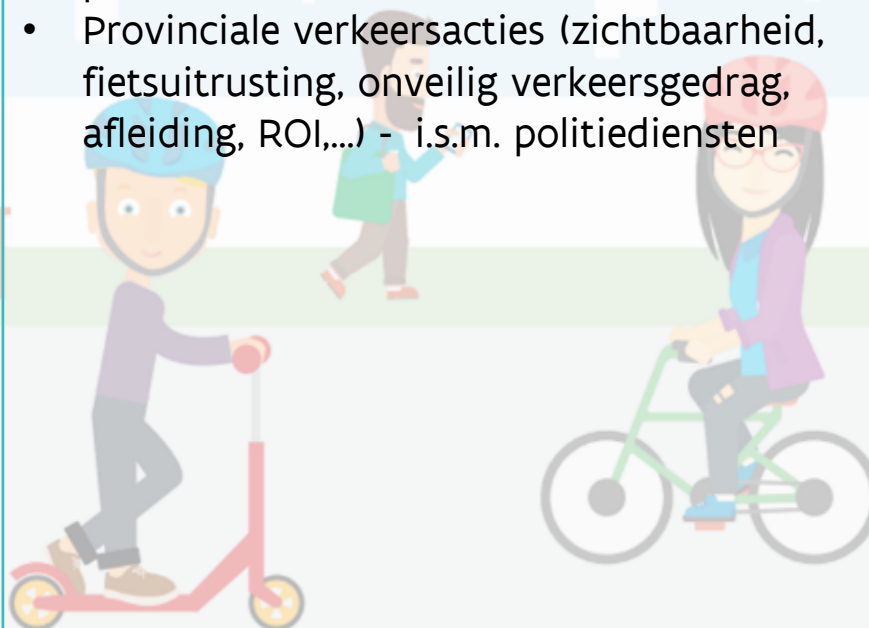 • Provinciale verkeersacties (zichtbaarheid,
fietsuitrusting, onveilig verkeersgedrag,
afleiding, ROI,...) - i.s.m. politiediensten